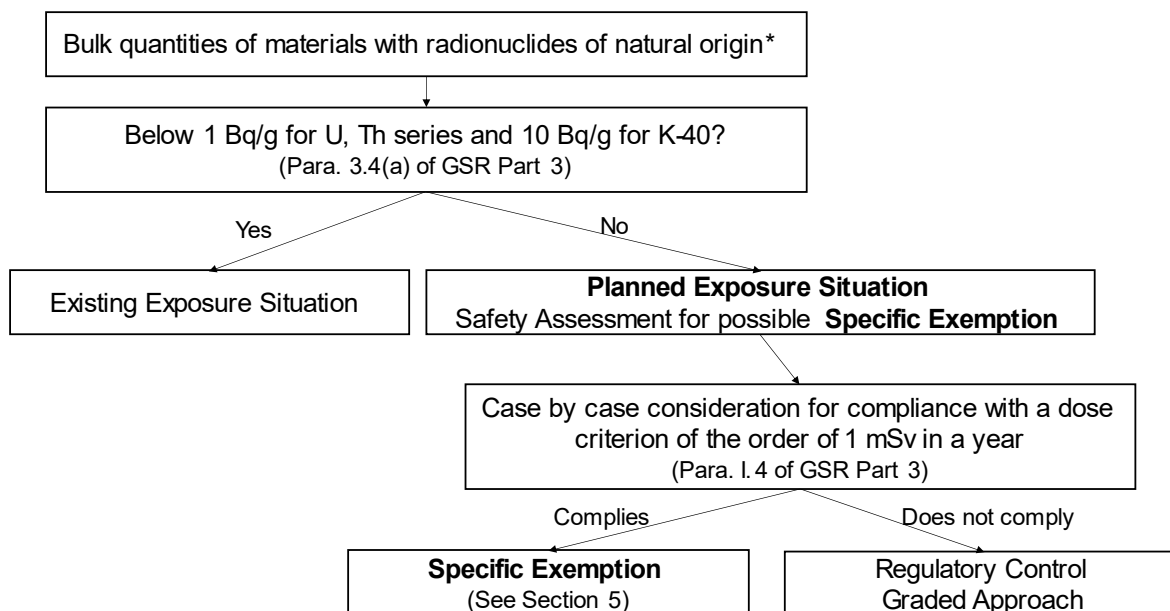 Bulk quantities of materials with radionuclides of natural origin*
Below 1 Bq/g for U, Th series and 10 Bq/g for K-40?
(Para. 3.4(a) of GSR Part 3)
Yes
No
Existing Exposure Situation
Planned Exposure Situation
Safety Assessment for possible Specific Exemption
Case by case consideration for compliance with a dose
criterion of the order of 1 mSv in a year
(Para. I.4 of GSR Part 3)
Complies
Does not comply
Specific Exemption
(See Section 5)
Regulatory Control
Graded Approach